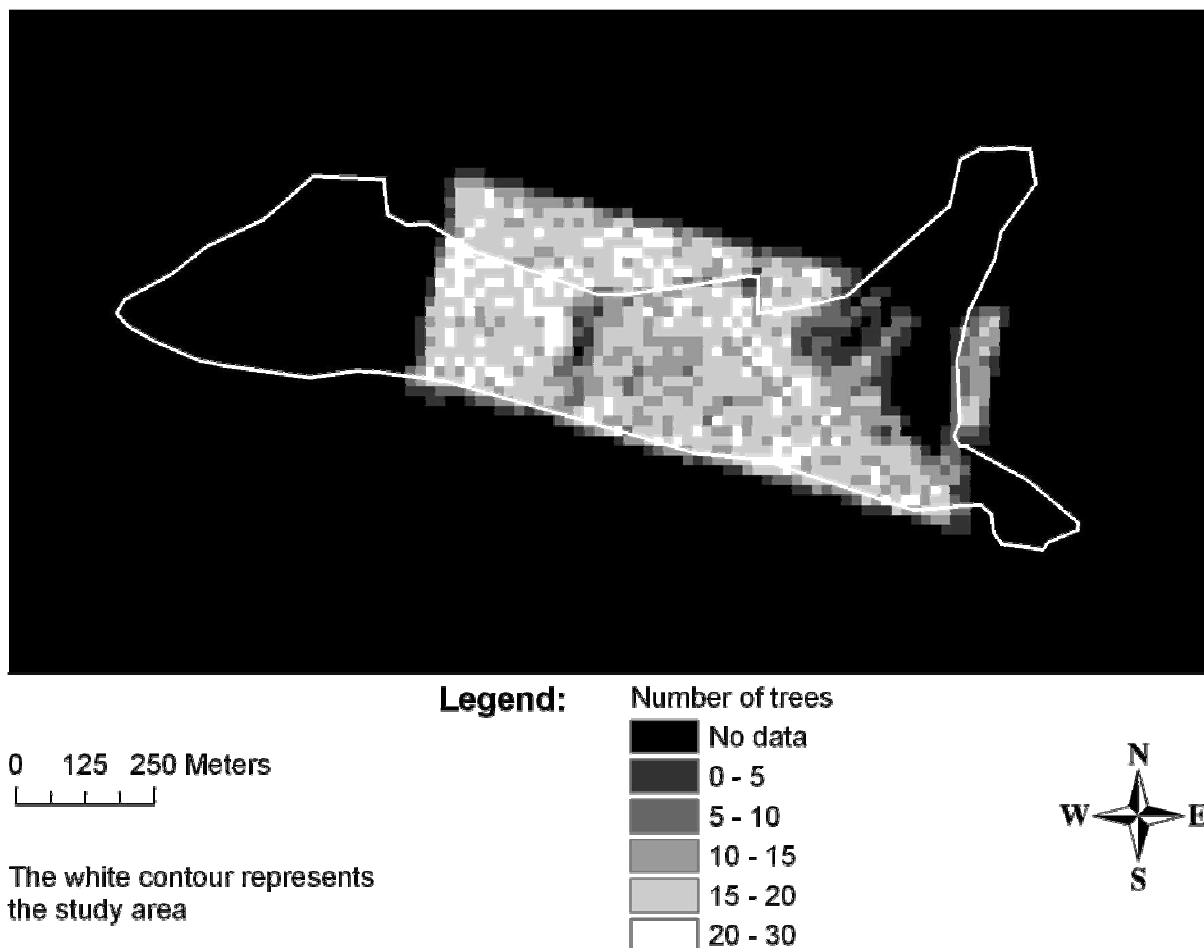 Legend:
Number of trees
No data
0 - 5
5 - 10
10 - 15
15 - 20
20 - 30
0 125 250 Meters
The white contour represents
the study area
N
W E
S